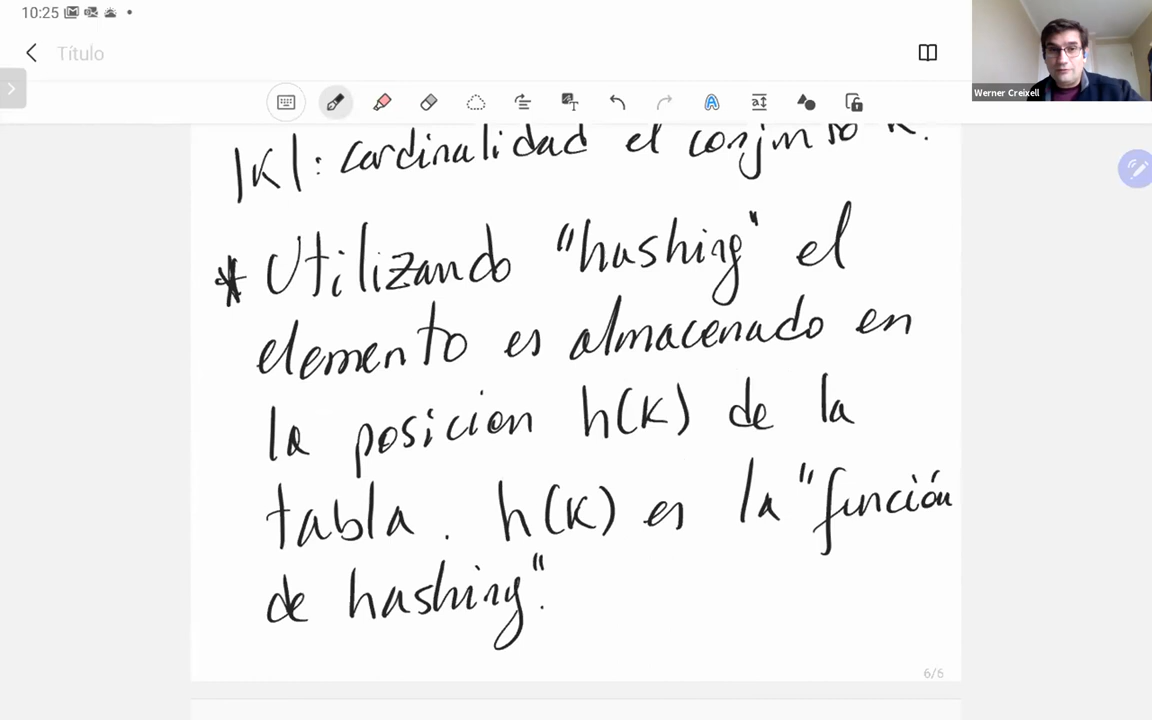 10:25
Título
Werner Creixell
|K|: cardinalidad el conjunto K.
* Utilizando "hashing" el
elemento es almacenado en
la posicion h(K) de la
tabla. h(K) es la "función
de hashing".
6/6